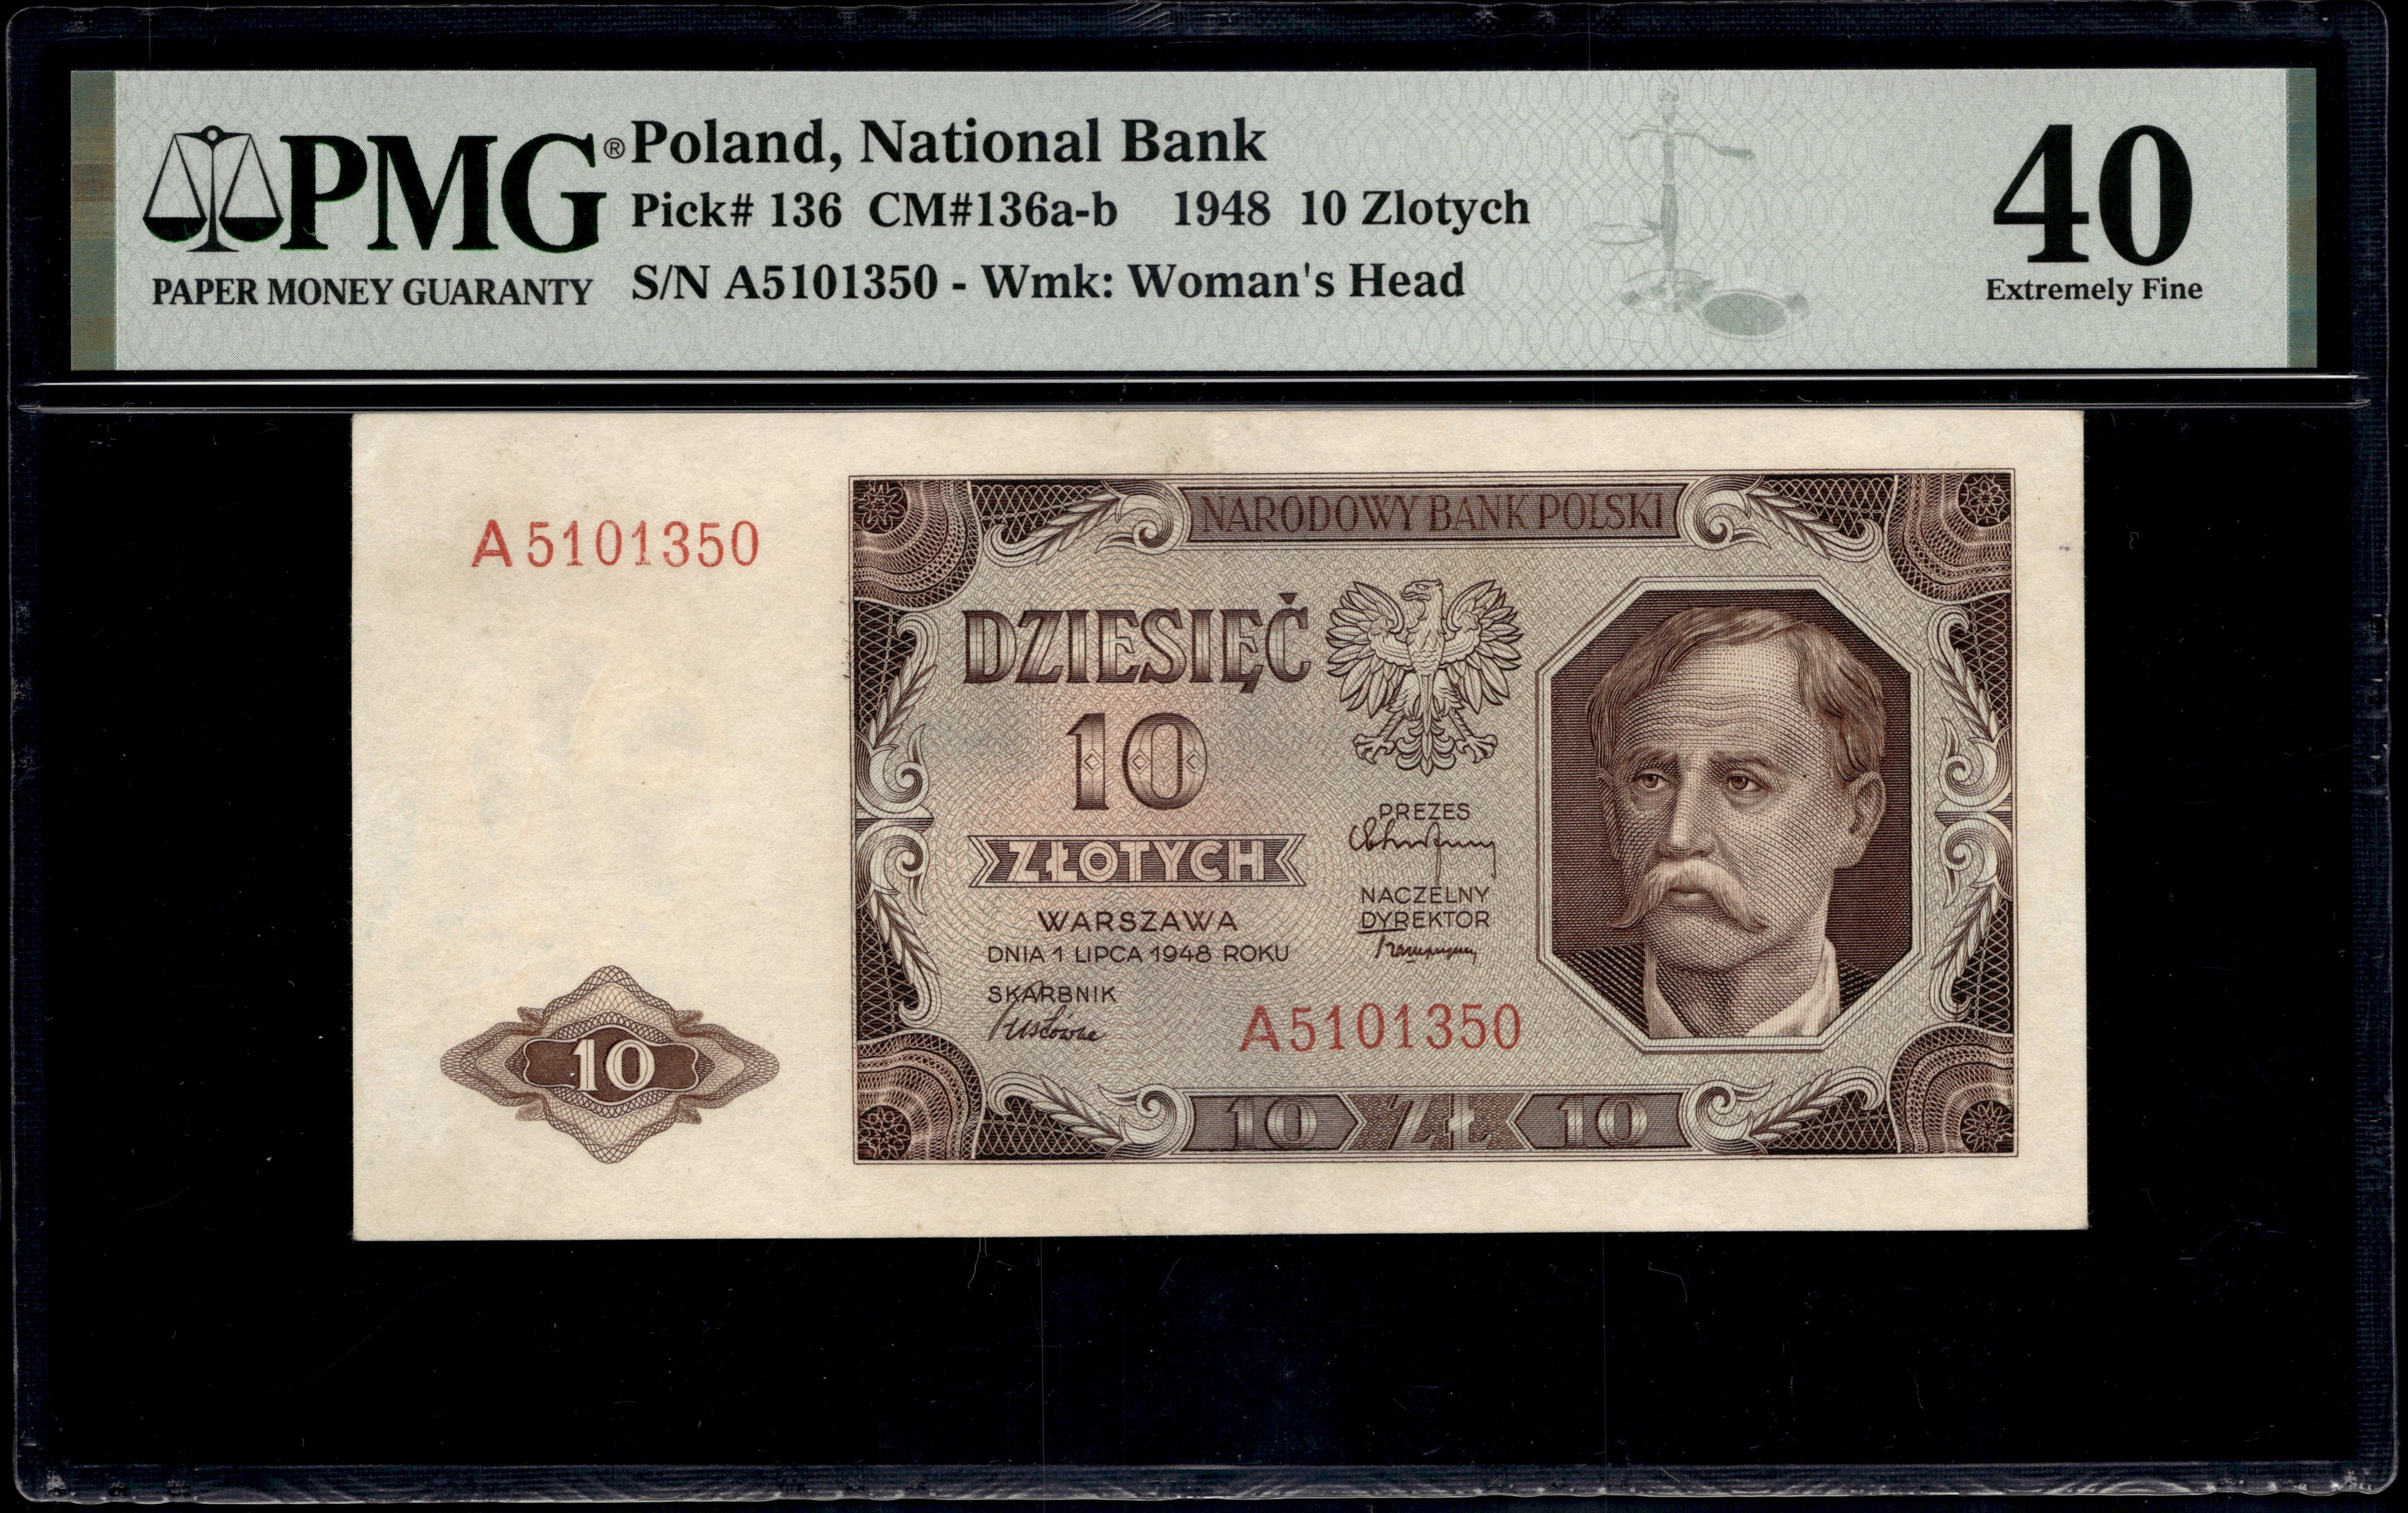 PMG®
PAPER MONEY GUARANTY
Poland, National Bank
Pick# 136 CM#136a-b 1948 10 Zlotych
S/N A5101350 - Wmk: Woman's Head
40
Extremely Fine
A5101350
NARODOWY BANK POLSKI
DZIESIĘĆ
10
ZŁOTYCH
PREZES
NACZELNY
DYREKTOR
WARSZAWA
DNIA 1 LIPCA 1948 ROKU
SKARBNIK
A5101350
10
10 ZŁ 10